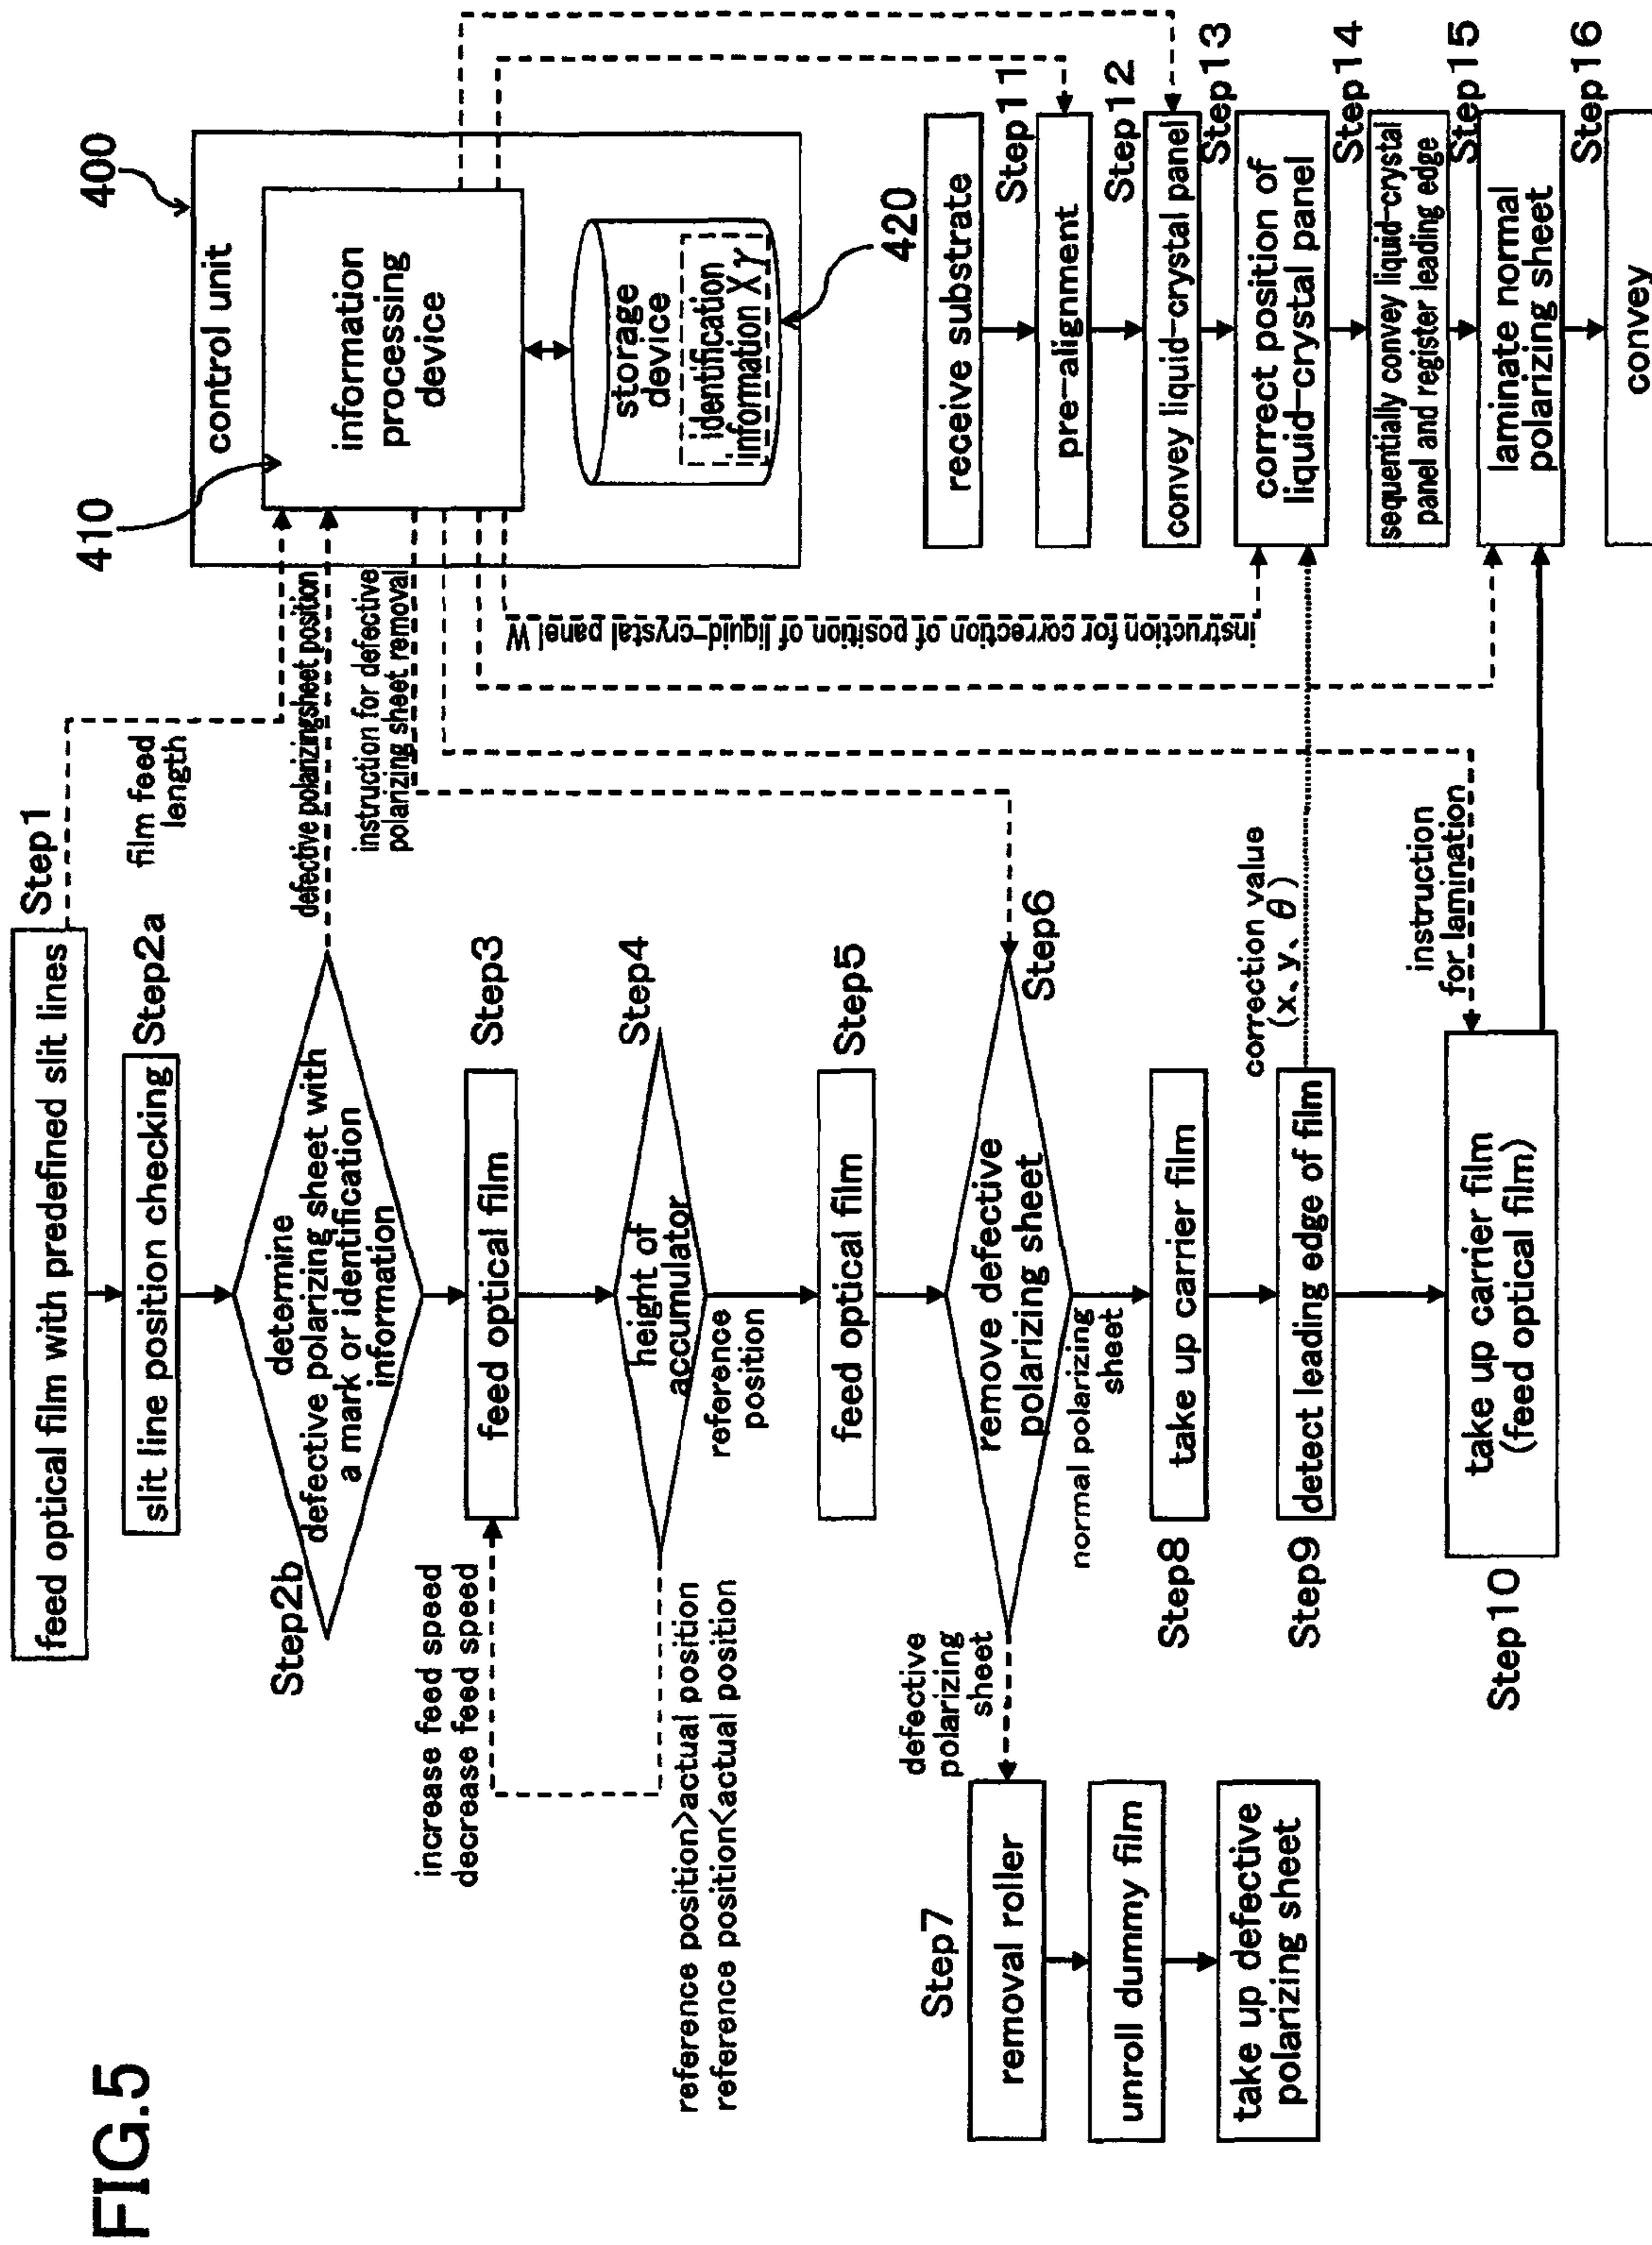 FIG.5
Step1
feed optical film with predefined slit lines
film feed
length
Step2a
slit line position checking
Step2b
determine
defective polarizing sheet with
a mark or identification
information
defective polarizingsheet position
instruction for defective
polarizing sheet removal
Step3
feed optical film
increase feed speed
decrease feed speed
Step4
height of
accumulator
reference position>actual position
reference position<actual position
reference
position
Step5
feed optical film
Step6
remove defective
polarizing sheet
defective
polarizing
sheet
normal polarizing
sheet
Step7
removal roller
unroll dummy film
take up defective
polarizing sheet
Step8
take up carrier film
Step9
detect leading edge of film
correction value
(x、y、θ)
Step10
take up carrier film
(feed optical film)
instruction
for lamination
400
control unit
410
information
processing
device
storage
device
identification
information Xγ
420
instruction for correction of position of liquid-crystal panel W
receive substrate
Step11
pre-alignment
Step12
convey liquid-crystal panel
Step13
correct position of
liquid-crystal panel
Step14
sequentially convey liquid-crystal
panel and register leading edge
Step15
laminate normal
polarizing sheet
Step16
convey